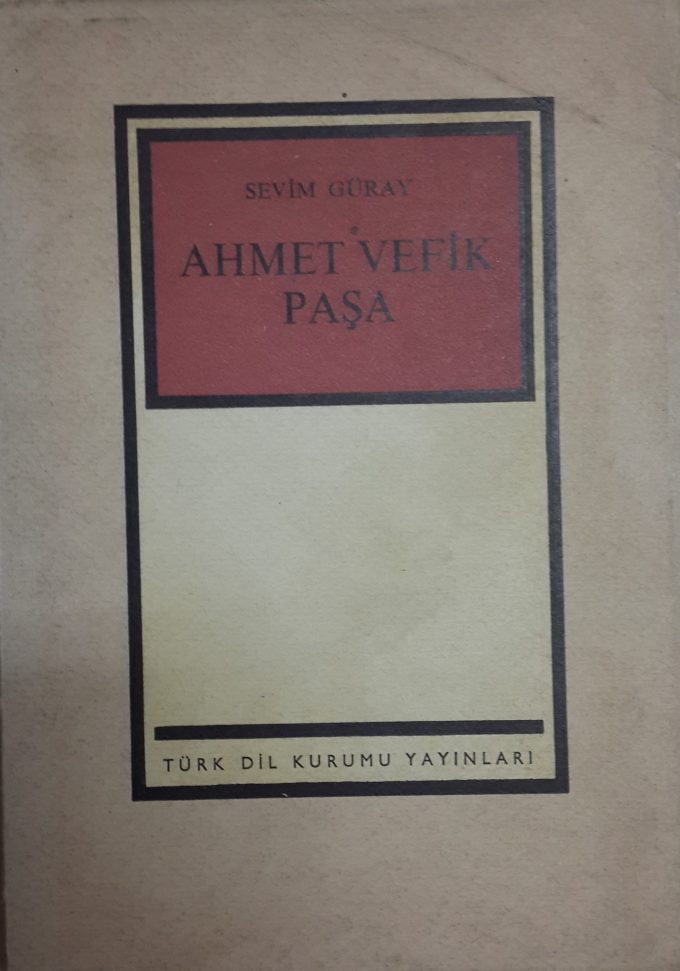 SEVİM GÜRAY
AHMET VEFİK
PAŞA
TÜRK DİL KURUMU YAYINLARI